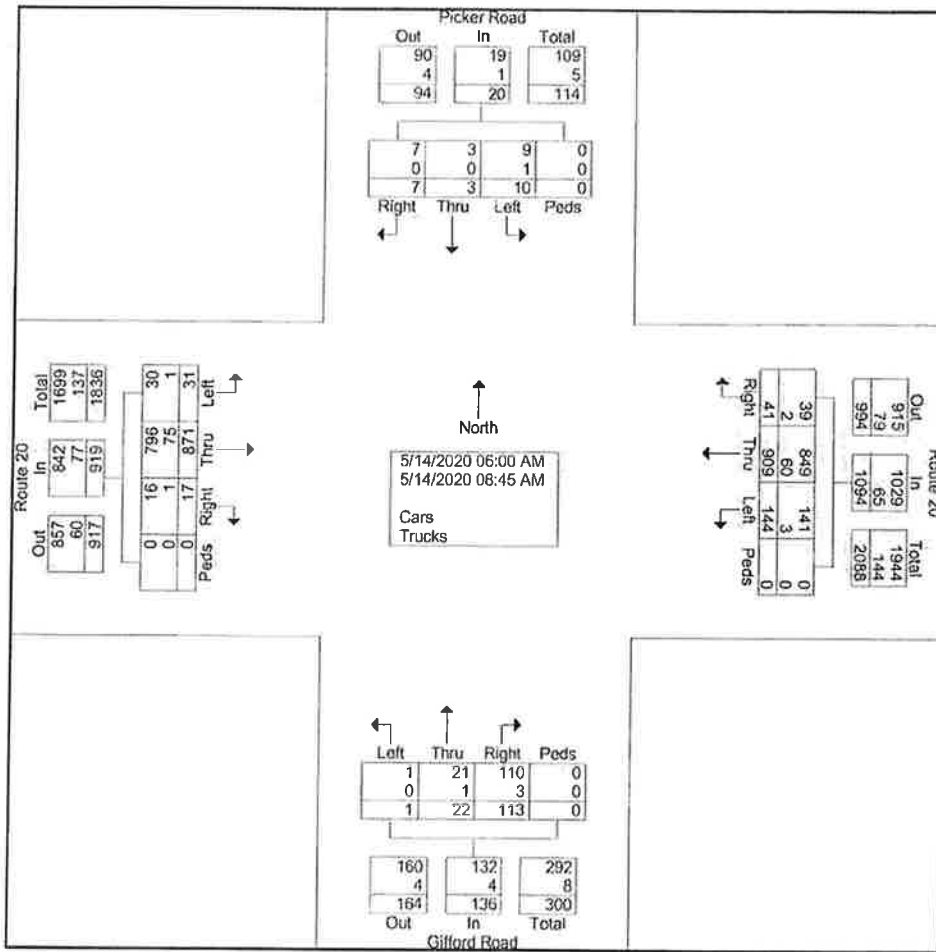 Picker Road
Out In Total
90 19 109
4 1 5
94 20 114
7 3 9 0
0 0 1 0
7 3 10 0
Right Thru Left Peds
Route 20
Total In Out
1699 842 857
137 77 60
1836 919 917
30 796 16 0
1 75 1 0
31 871 17 0
Left Thru Right Peds
North
5/14/2020 06:00 AM
5/14/2020 08:45 AM
Cars
Trucks
Route 20
Out In Total
915 1029 1944
79 65 144
994 1094 2088
39 849 141 0
2 60 3 0
41 909 144 0
Right Thru Left Peds
Left Thru Right Peds
1 21 110 0
0 1 3 0
1 22 113 0
160 132 292
4 4 8
164 136 300
Out In Total
Gifford Road